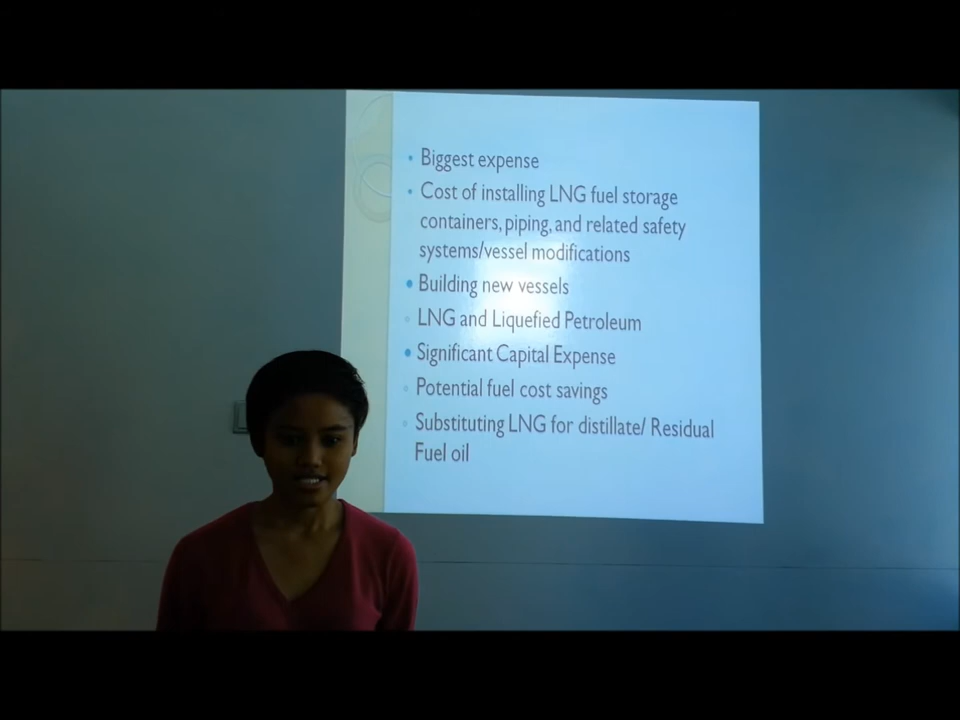 Biggest expense
Cost of installing LNG fuel storage
containers, piping, and related safety
systems/vessel modifications
Building new vessels
LNG and Liquefied Petroleum
Significant Capital Expense
Potential fuel cost savings
Substituting LNG for distillate/ Residual
Fuel oil